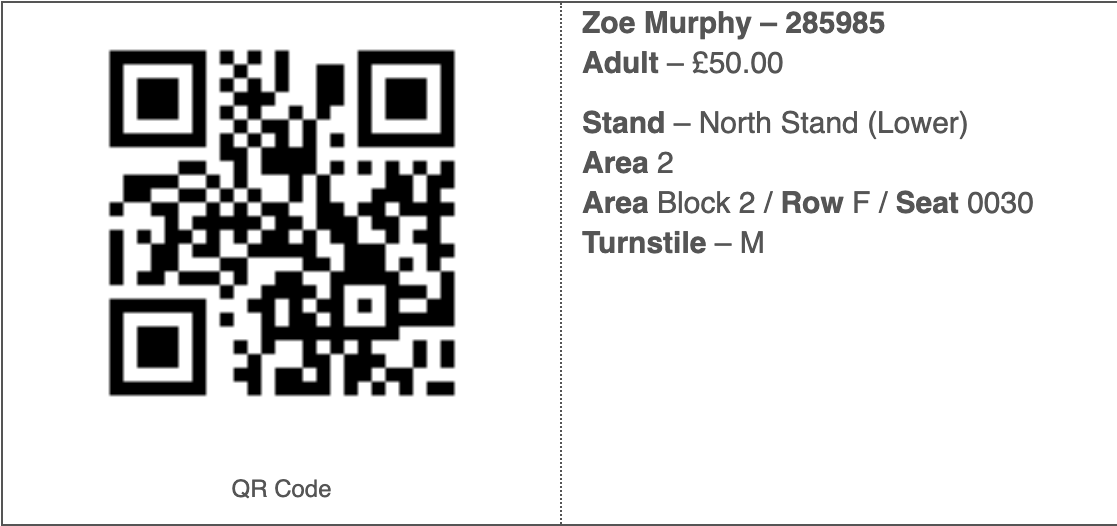 Zoe Murphy – 285985
Adult – £50.00
Stand – North Stand (Lower)
Area 2
Area Block 2 / Row F / Seat 0030
Turnstile – M
QR Code